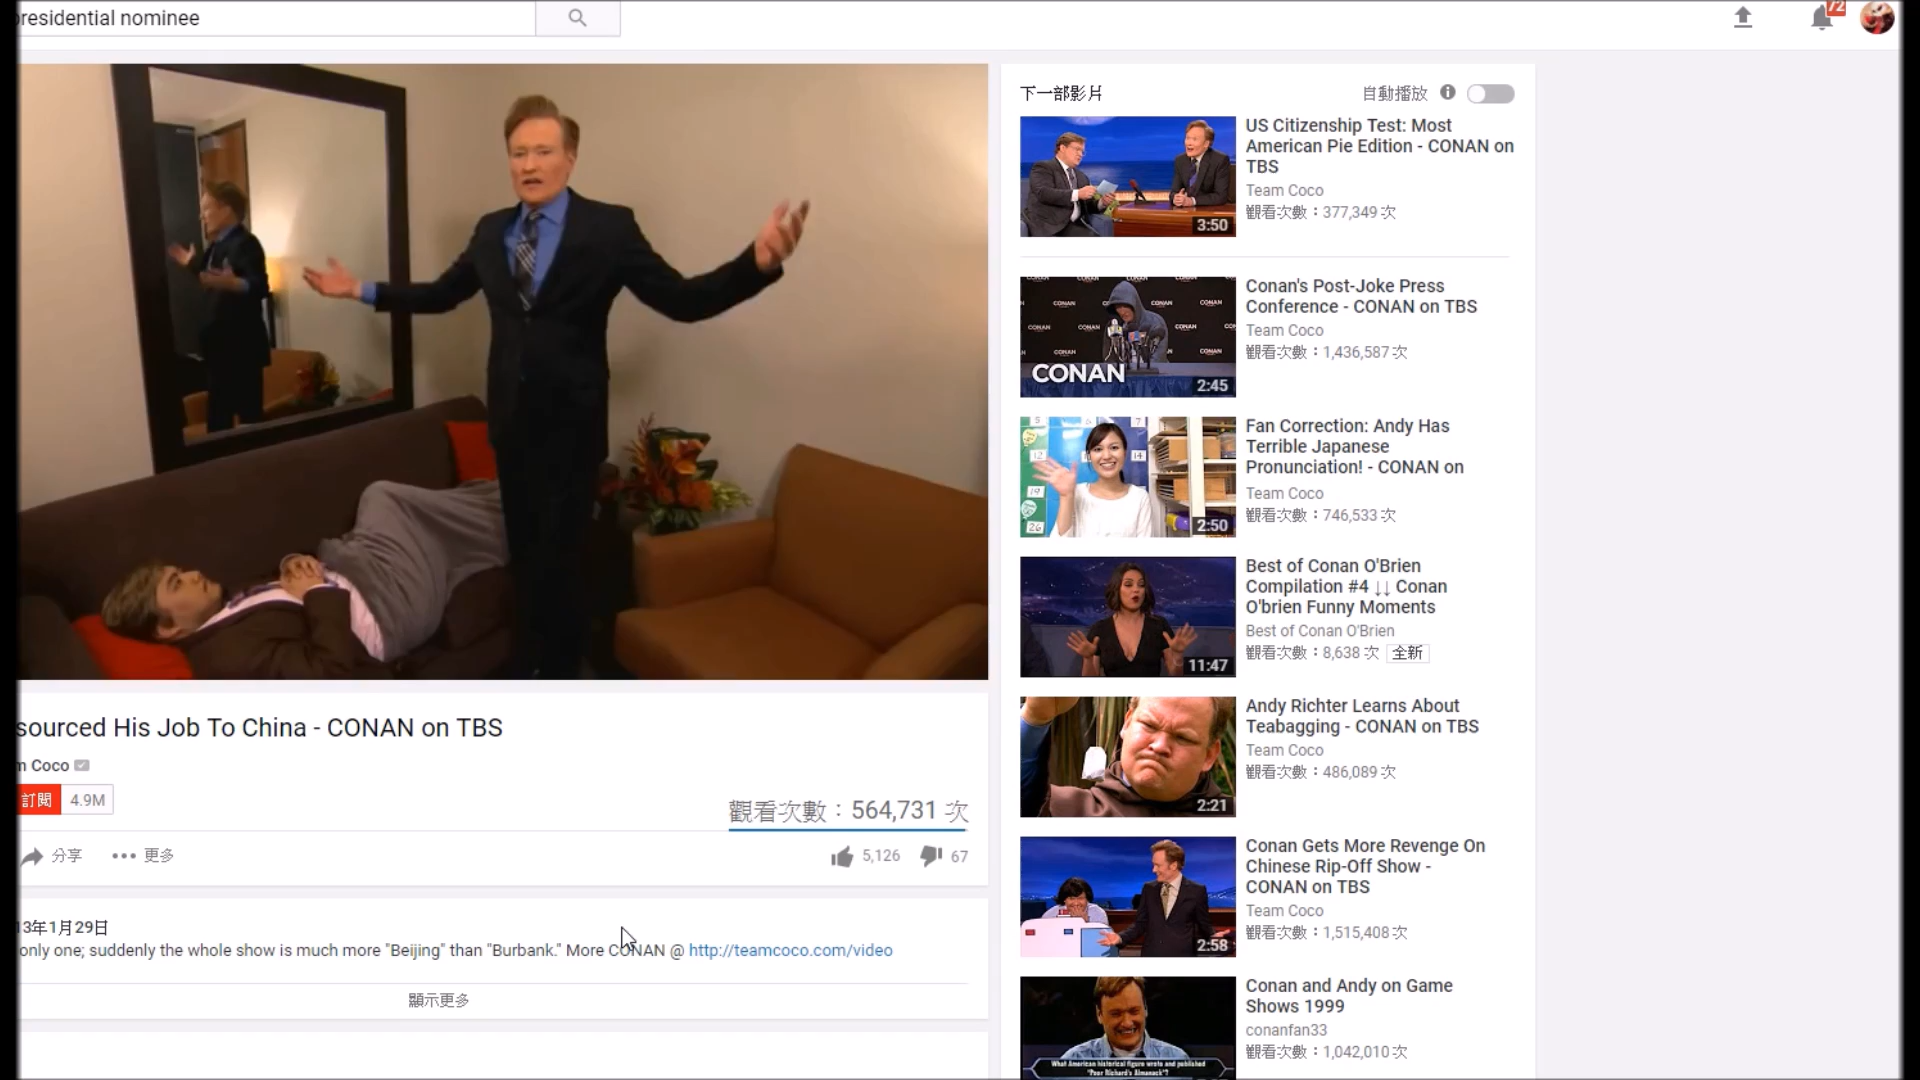 residential nominee
72
下一部影片
自動播放
US Citizenship Test: Most
American Pie Edition - CONAN on
TBS
Team Coco
觀看次數：377,349 次
3:50
Conan's Post-Joke Press
Conference - CONAN on TBS
Team Coco
觀看次數：1,436,587 次
CONAN
2:45
Fan Correction: Andy Has
Terrible Japanese
Pronunciation! - CONAN on
Team Coco
觀看次數：746,533 次
2:50
Best of Conan O'Brien
Compilation #4 ↓↓ Conan
O'brien Funny Moments
Best of Conan O'Brien
觀看次數：8,638 次 全新
11:47
Andy Richter Learns About
Teabagging - CONAN on TBS
Team Coco
觀看次數：486,089 次
2:21
Conan Gets More Revenge On
Chinese Rip-Off Show -
CONAN on TBS
Team Coco
觀看次數：1,515,408 次
2:58
Conan and Andy on Game
Shows 1999
conanfan33
觀看次數：1,042,010 次
What American historical figure wrote and published
"Poor Richard's Almanack"?
sourced His Job To China - CONAN on TBS
m Coco
訂閱 4.9M
觀看次數：564,731 次
分享 更多
5,126 67
13年1月29日
only one; suddenly the whole show is much more "Beijing" than "Burbank." More CONAN @ http://teamcoco.com/video
顯示更多